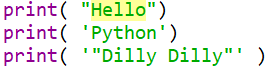 print( "Hello")
print( 'Python')
print( '"Dilly Dilly"' )